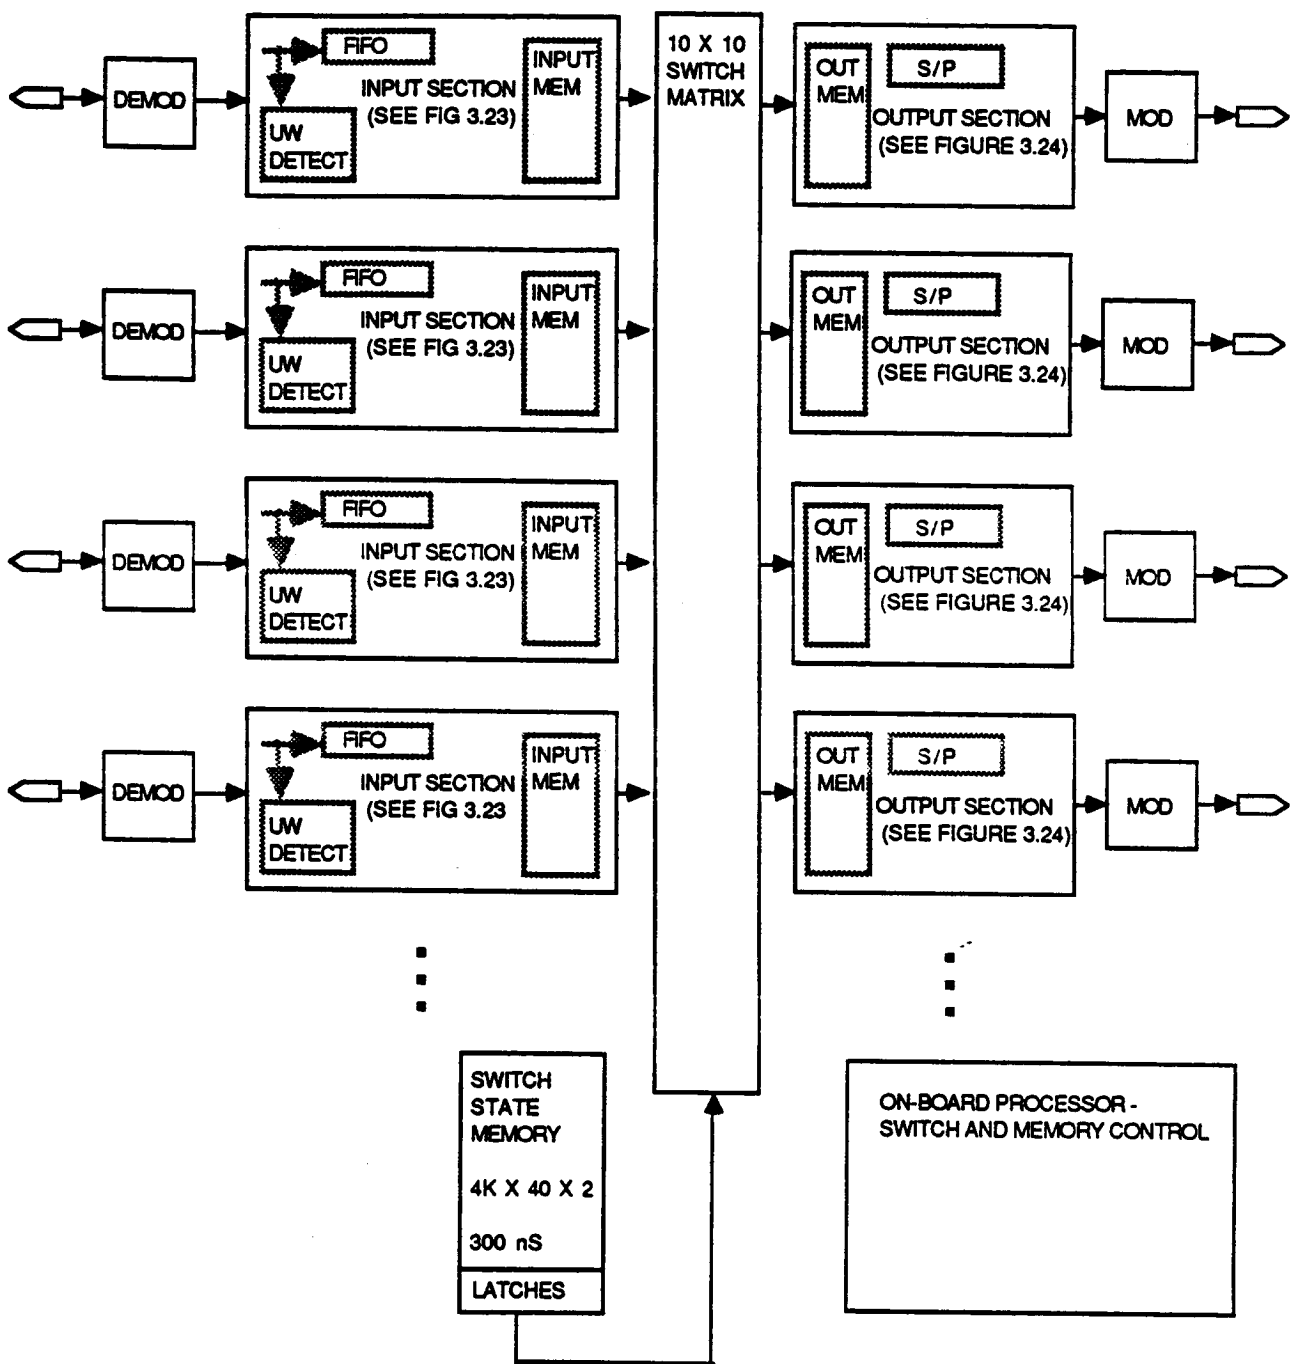 DEMOD
FIFO
INPUT SECTION
(SEE FIG 3.23)
UW
DETECT
INPUT
MEM
10 X 10
SWITCH
MATRIX
OUT
MEM
S/P
OUTPUT SECTION
(SEE FIGURE 3.24)
MOD
DEMOD
FIFO
INPUT SECTION
(SEE FIG 3.23)
UW
DETECT
INPUT
MEM
OUT
MEM
S/P
OUTPUT SECTION
(SEE FIGURE 3.24)
MOD
DEMOD
FIFO
INPUT SECTION
(SEE FIG 3.23)
UW
DETECT
INPUT
MEM
OUT
MEM
S/P
OUTPUT SECTION
(SEE FIGURE 3.24)
MOD
DEMOD
FIFO
INPUT SECTION
(SEE FIG 3.23
UW
DETECT
INPUT
MEM
OUT
MEM
S/P
OUTPUT SECTION
(SEE FIGURE 3.24)
MOD
SWITCH
STATE
MEMORY
4K X 40 X 2
300 nS
LATCHES
ON-BOARD PROCESSOR -
SWITCH AND MEMORY CONTROL